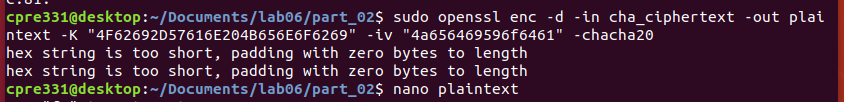 cpre331@desktop:~/Documents/lab06/part_02$ sudo openssl enc -d -in cha_ciphertext -out plai
ntext -K "4F62692D57616E204B656E6F6269" -iv "4a656469596f6461" -chacha20
hex string is too short, padding with zero bytes to length
hex string is too short, padding with zero bytes to length
cpre331@desktop:~/Documents/lab06/part_02$ nano plaintext